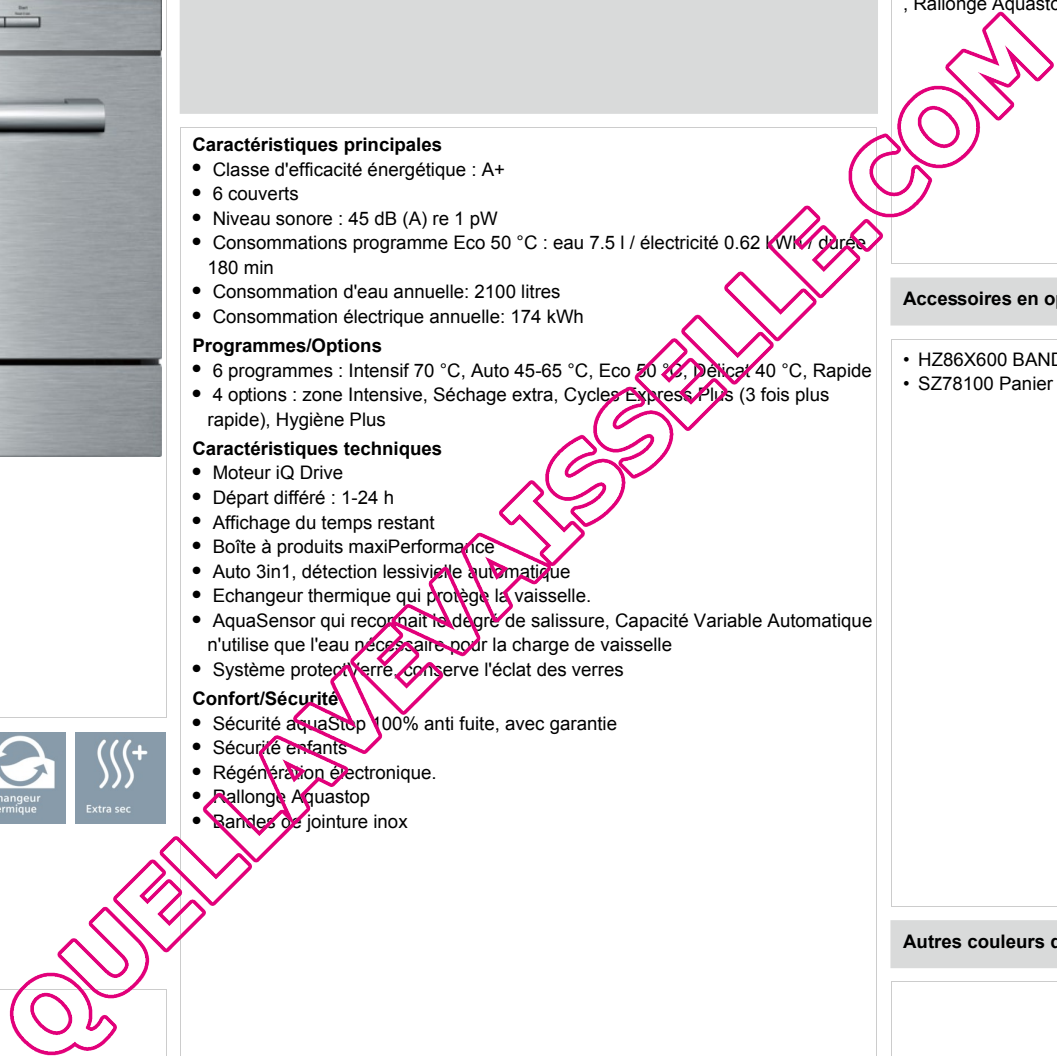 , Rallonge Aquasto
Caractéristiques principales
• Classe d'efficacité énergétique : A+
• 6 couverts
• Niveau sonore : 45 dB (A) re 1 pW
• Consommations programme Eco 50 °C : eau 7.5 l / électricité 0.62 kWh / durée
180 min
• Consommation d'eau annuelle: 2100 litres
• Consommation électrique annuelle: 174 kWh
Programmes/Options
• 6 programmes : Intensif 70 °C, Auto 45-65 °C, Eco 50 °C, Délicat 40 °C, Rapide
• 4 options : zone Intensive, Séchage extra, Cycles Express Plus (3 fois plus
rapide), Hygiène Plus
Caractéristiques techniques
• Moteur iQ Drive
• Départ différé : 1-24 h
• Affichage du temps restant
• Boîte à produits maxiPerformance
• Auto 3in1, détection lessivielle automatique
• Echangeur thermique qui protège la vaisselle.
• AquaSensor qui reconnait le degré de salissure, Capacité Variable Automatique
n'utilise que l'eau nécessaire pour la charge de vaisselle
• Système protectVerre, conserve l'éclat des verres
Confort/Sécurité
• Sécurité aquaStop 100% anti fuite, avec garantie
• Sécurité enfants
• Régénération électronique.
• Rallonge Aquastop
• Bandes de jointure inox
hangeur
ermique
Extra sec
Accessoires en op
• HZ86X600 BAND
• SZ78100 Panier
Autres couleurs d
QUELLAVEVAISSELLE.COM